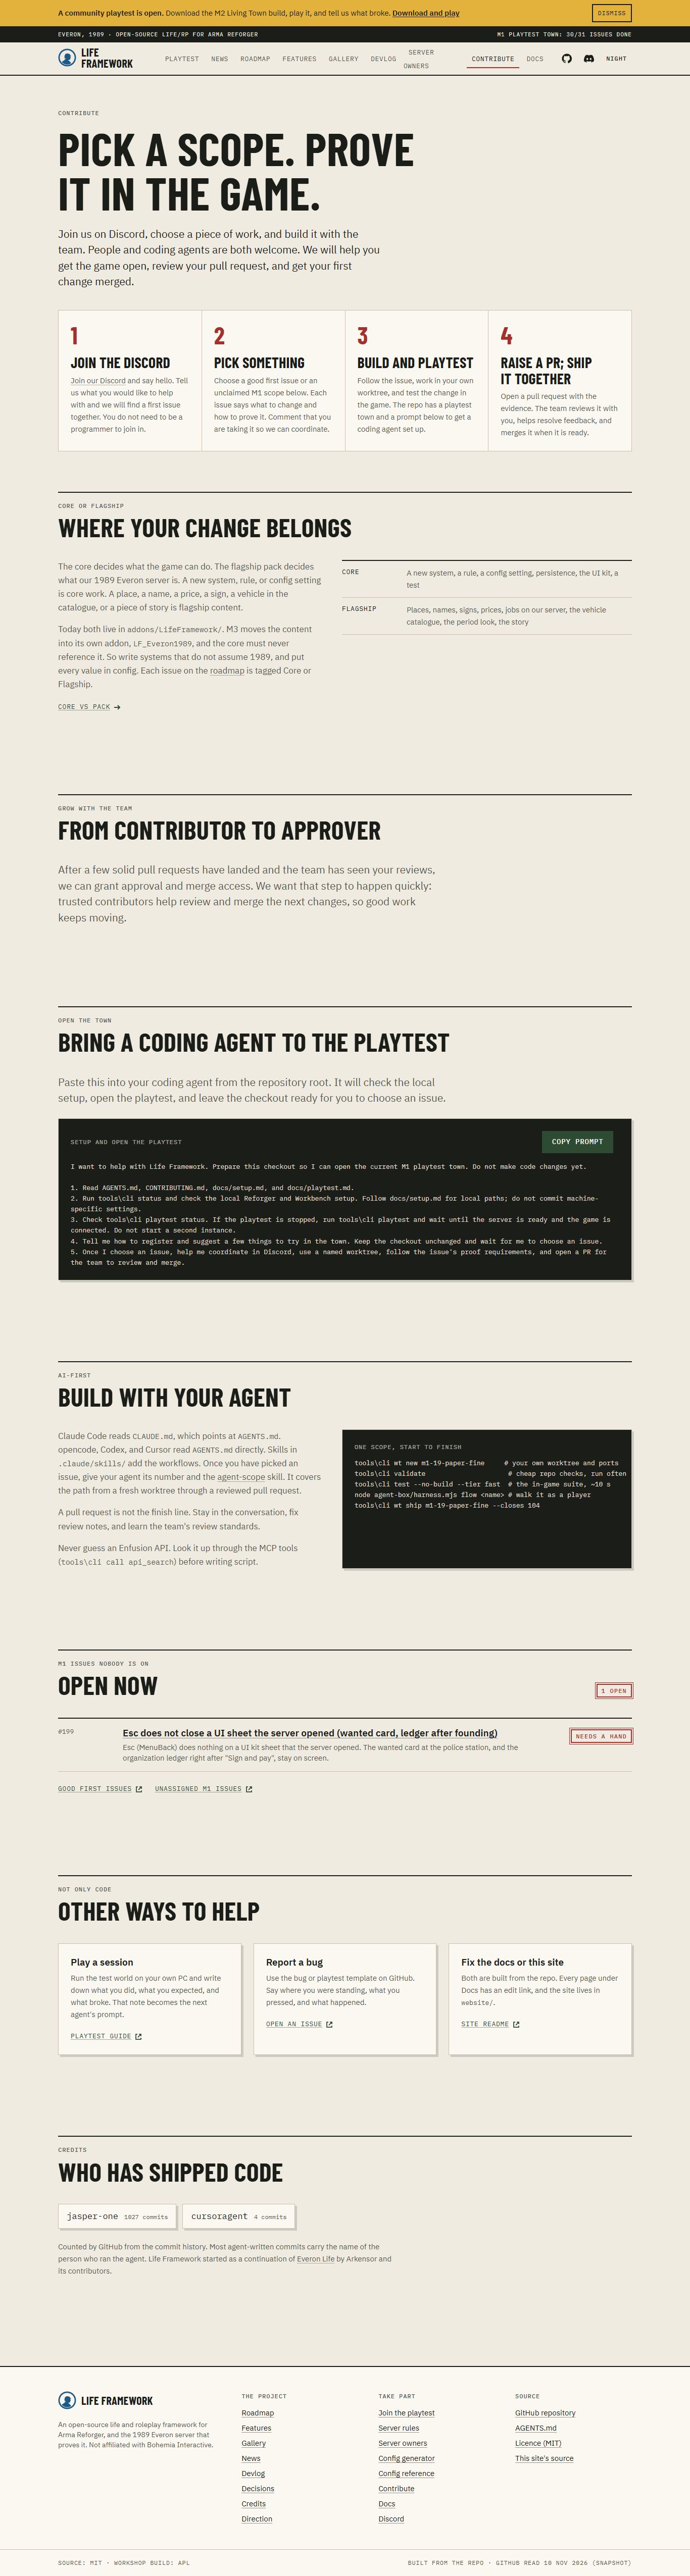 A community playtest is open. Download the M2 Living Town build, play it, and tell us what broke. Download and play
DISMISS
EVERON, 1989 - OPEN-SOURCE LIFE/RP FOR ARMA REFORGER
M1 PLAYTEST TOWN: 30/31 ISSUES DONE
LIFE
FRAMEWORK
PLAYTEST
NEWS
ROADMAP
FEATURES
GALLERY
DEVLOG
SERVER
OWNERS
CONTRIBUTE
DOCS
NIGHT
CONTRIBUTE
PICK A SCOPE. PROVE
IT IN THE GAME.
Join us on Discord, choose a piece of work, and build it with the
team. People and coding agents are both welcome. We will help you
get the game open, review your pull request, and get your first
change merged.
1
JOIN THE DISCORD
Join our Discord and say hello. Tell
us what you would like to help
with and we will find a first issue
together. You do not need to be a
programmer to join in.
2
PICK SOMETHING
Choose a good first issue or an
unclaimed M1 scope below. Each
issue says what to change and
how to prove it. Comment that you
are taking it so we can coordinate.
3
BUILD AND PLAYTEST
Follow the issue, work in your own
worktree, and test the change in
the game. The repo has a playtest
town and a prompt below to get a
coding agent set up.
4
RAISE A PR; SHIP
IT TOGETHER
Open a pull request with the
evidence. The team reviews it with
you, helps resolve feedback, and
merges it when it is ready.
CORE OR FLAGSHIP
WHERE YOUR CHANGE BELONGS
The core decides what the game can do. The flagship pack decides
what our 1989 Everon server is. A new system, rule, or config setting
is core work. A place, a name, a price, a sign, a vehicle in the
catalogue, or a piece of story is flagship content.
Today both live in addons/LifeFramework/. M3 moves the content
into its own addon, LF_Everon1989, and the core must never
reference it. So write systems that do not assume 1989, and put
every value in config. Each issue on the roadmap is tagged Core or
Flagship.
CORE VS PACK
CORE
A new system, a rule, a config setting, persistence, the UI kit, a
test
FLAGSHIP
Places, names, signs, prices, jobs on our server, the vehicle
catalogue, the period look, the story
GROW WITH THE TEAM
FROM CONTRIBUTOR TO APPROVER
After a few solid pull requests have landed and the team has seen your reviews,
we can grant approval and merge access. We want that step to happen quickly:
trusted contributors help review and merge the next changes, so good work
keeps moving.
OPEN THE TOWN
BRING A CODING AGENT TO THE PLAYTEST
Paste this into your coding agent from the repository root. It will check the local
setup, open the playtest, and leave the checkout ready for you to choose an issue.
SETUP AND OPEN THE PLAYTEST
COPY PROMPT
I want to help with Life Framework. Prepare this checkout so I can open the current M1 playtest town. Do not make code changes yet.
1. Read AGENTS.md, CONTRIBUTING.md, docs/setup.md, and docs/playtest.md.
2. Run tools\cli status and check the local Reforger and Workbench setup. Follow docs/setup.md for local paths; do not commit machine-
specific settings.
3. Check tools\cli playtest status. If the playtest is stopped, run tools\cli playtest and wait until the server is ready and the game is
connected. Do not start a second instance.
4. Tell me how to register and suggest a few things to try in the town. Keep the checkout unchanged and wait for me to choose an issue.
5. Once I choose an issue, help me coordinate in Discord, use a named worktree, follow the issue's proof requirements, and open a PR for
the team to review and merge.
AI-FIRST
BUILD WITH YOUR AGENT
Claude Code reads CLAUDE.md, which points at AGENTS.md.
opencode, Codex, and Cursor read AGENTS.md directly. Skills in
.claude/skills/ add the workflows. Once you have picked an
issue, give your agent its number and the agent-scope skill. It covers
the path from a fresh worktree through a reviewed pull request.
A pull request is not the finish line. Stay in the conversation, fix
review notes, and learn the team's review standards.
Never guess an Enfusion API. Look it up through the MCP tools
(tools\cli call api_search) before writing script.
ONE SCOPE, START TO FINISH
tools\cli wt new m1-19-paper-fine # your own worktree and ports
tools\cli validate # cheap repo checks, run often
tools\cli test --no-build --tier fast # the in-game suite, ~10 s
node agent-box/harness.mjs flow <name> # walk it as a player
tools\cli wt ship m1-19-paper-fine --closes 104
M1 ISSUES NOBODY IS ON
OPEN NOW
1 OPEN
#199
Esc does not close a UI sheet the server opened (wanted card, ledger after founding)
Esc (MenuBack) does nothing on a UI kit sheet that the server opened. The wanted card at the police station, and the
organization ledger right after "Sign and pay", stay on screen.
NEEDS A HAND
GOOD FIRST ISSUES
UNASSIGNED M1 ISSUES
NOT ONLY CODE
OTHER WAYS TO HELP
Play a session
Run the test world on your own PC and write
down what you did, what you expected, and
what broke. That note becomes the next
agent's prompt.
PLAYTEST GUIDE
Report a bug
Use the bug or playtest template on GitHub.
Say where you were standing, what you
pressed, and what happened.
OPEN AN ISSUE
Fix the docs or this site
Both are built from the repo. Every page under
Docs has an edit link, and the site lives in
website/.
SITE README
CREDITS
WHO HAS SHIPPED CODE
jasper-one 1027 commits
cursoragent 4 commits
Counted by GitHub from the commit history. Most agent-written commits carry the name of the
person who ran the agent. Life Framework started as a continuation of Everon Life by Arkensor and
its contributors.
LIFE FRAMEWORK
An open-source life and roleplay framework for
Arma Reforger, and the 1989 Everon server that
proves it. Not affiliated with Bohemia Interactive.
THE PROJECT
Roadmap
Features
Gallery
News
Devlog
Decisions
Credits
Direction
TAKE PART
Join the playtest
Server rules
Server owners
Config generator
Config reference
Contribute
Docs
Discord
SOURCE
GitHub repository
AGENTS.md
Licence (MIT)
This site's source
SOURCE: MIT · WORKSHOP BUILD: APL
BUILT FROM THE REPO · GITHUB READ 10 NOV 2026 (SNAPSHOT)